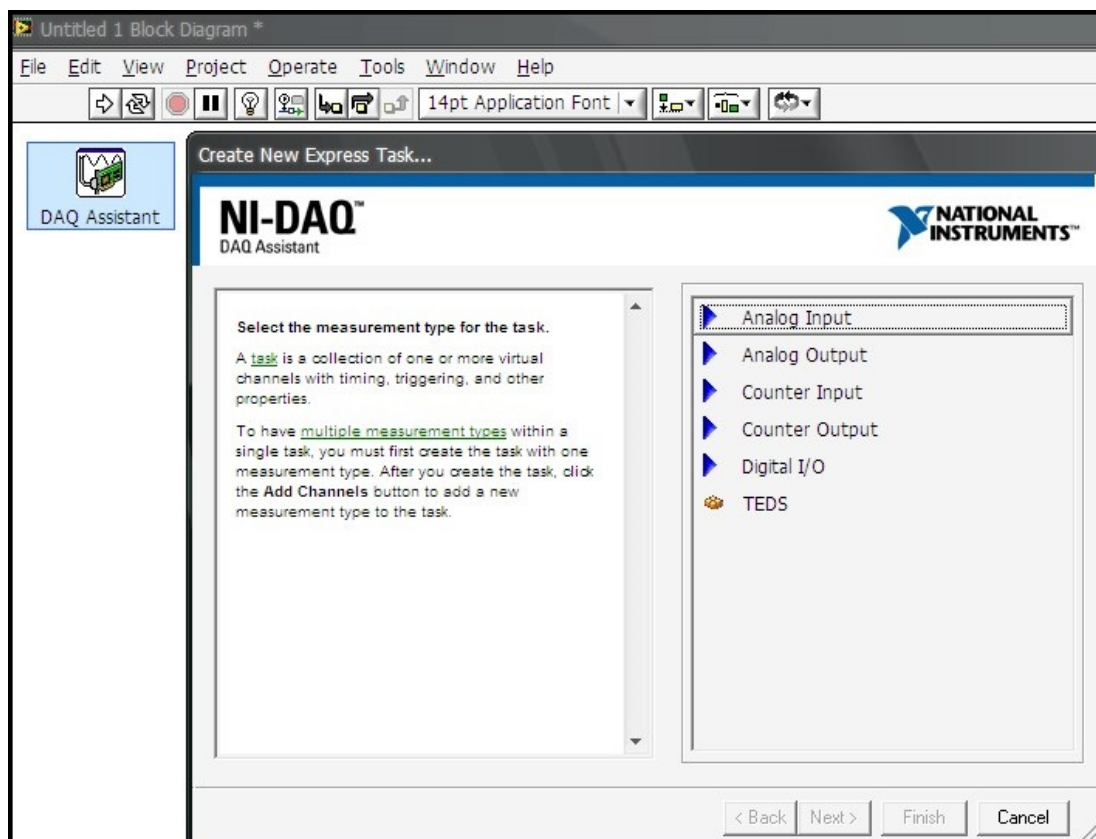 Untitled 1 Block Diagram *
File Edit View Project Operate Tools Window Help
14pt Application Font
DAQ Assistant
Create New Express Task...
NI-DAQ™
DAQ Assistant
NATIONAL
INSTRUMENTS™
Select the measurement type for the task.
A task is a collection of one or more virtual
channels with timing, triggering, and other
properties.
To have multiple measurement types within a
single task, you must first create the task with one
measurement type. After you create the task, click
the Add Channels button to add a new
measurement type to the task.
Analog Input
Analog Output
Counter Input
Counter Output
Digital I/O
TEDS
< Back Next > Finish Cancel